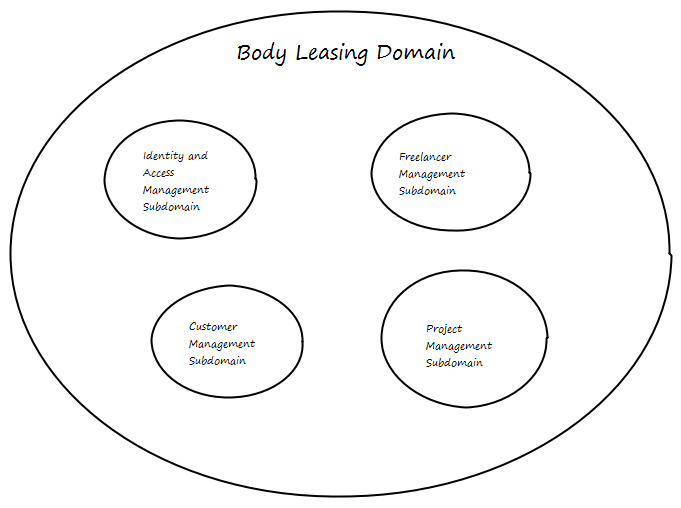 Body Leasing Domain
Identity and
Access
Management
Subdomain
Freelancer
Management
Subdomain
Customer
Management
Subdomain
Project
Management
Subdomain